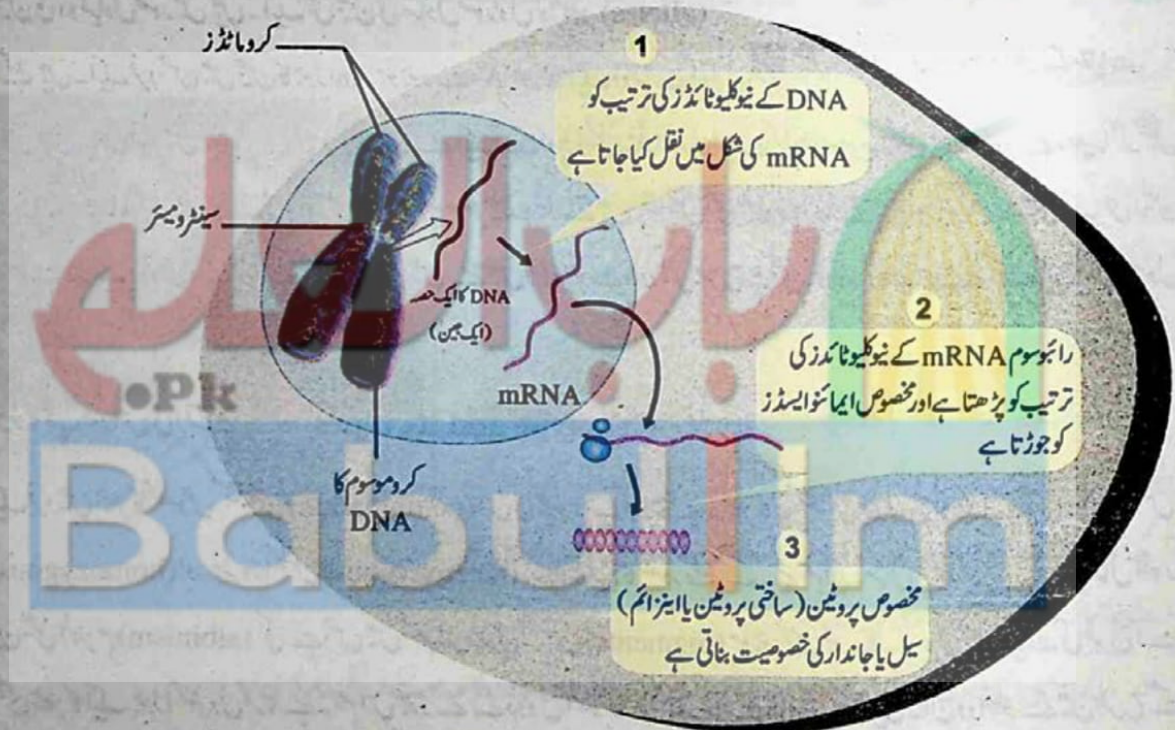 کروماٹڈز
1
DNA کے نیوکلیوٹائڈز کی ترتیب کو
mRNA کی شکل میں نقل کیا جاتا ہے
سینٹرومیئر
DNA کا ایک حصہ
(ایک جین)
mRNA
2
رائبوسوم mRNA کے نیوکلیوٹائڈز کی
ترتیب کو پڑھتا ہے اور مخصوص ایمائنو ایسڈز
کو جوڑتا ہے
کروموسوم کا
DNA
3
مخصوص پروٹین (ساختی پروٹین یا اینزائم)
سیل یا جاندار کی خصوصیت بناتی ہے
باب العلم
.Pk
BabulIlm